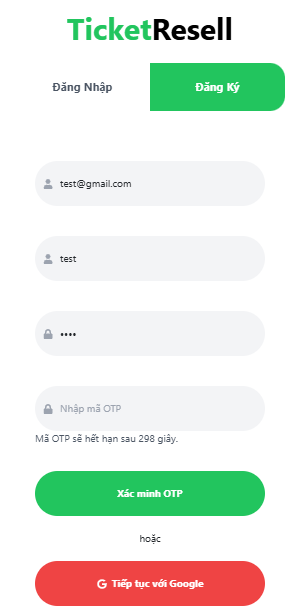 TicketResell
Đăng Nhập
Đăng Ký
test@gmail.com
test
••••
Nhập mã OTP
Mã OTP sẽ hết hạn sau 298 giây.
Xác minh OTP
hoặc
G Tiếp tục với Google